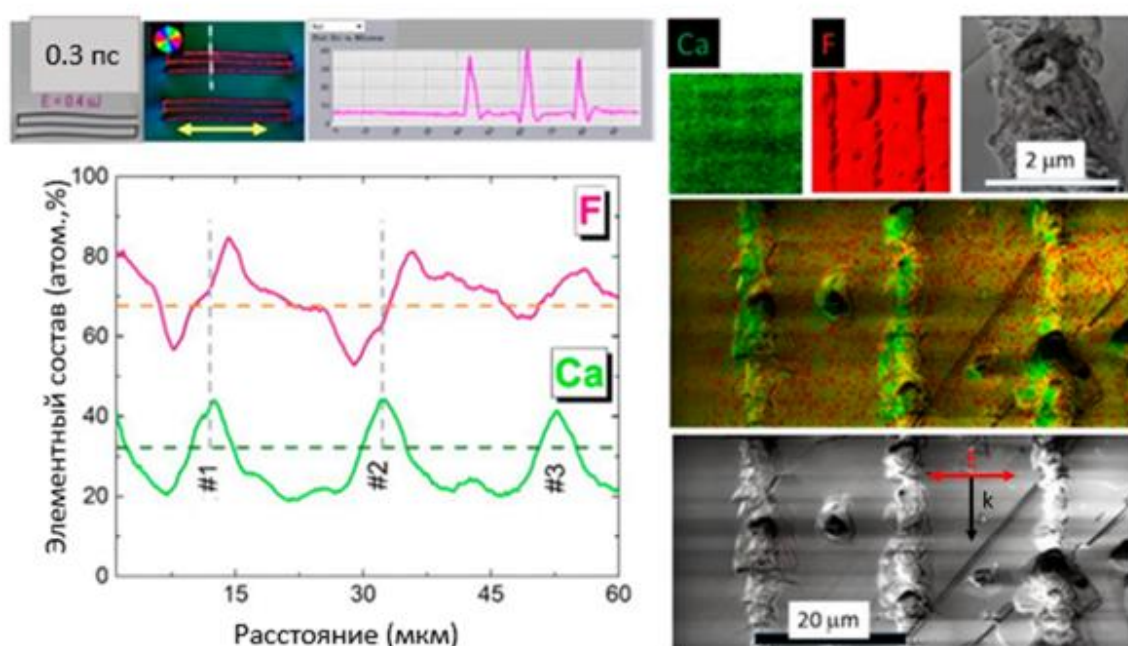 0.3 пс
E = 0.4 uJ
Ca
F
2 μm
Элементный состав (атом.,%)
100
80
60
40
20
0
F
Ca
#1
#2
#3
15
30
45
60
Расстояние (мкм)
k
20 μm